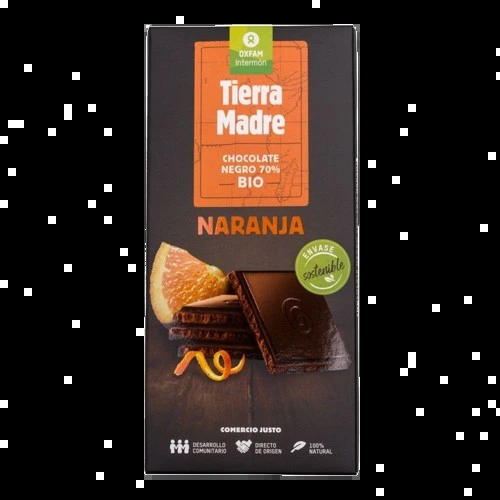 OXFAM
Intermón
Tierra
Madre
CHOCOLATE
NEGRO 70%
BIO
NARANJA
ENVASE
sostenible
COMERCIO JUSTO
DESARROLLO
COMUNITARIO
DIRECTO
DE ORIGEN
100%
NATURAL